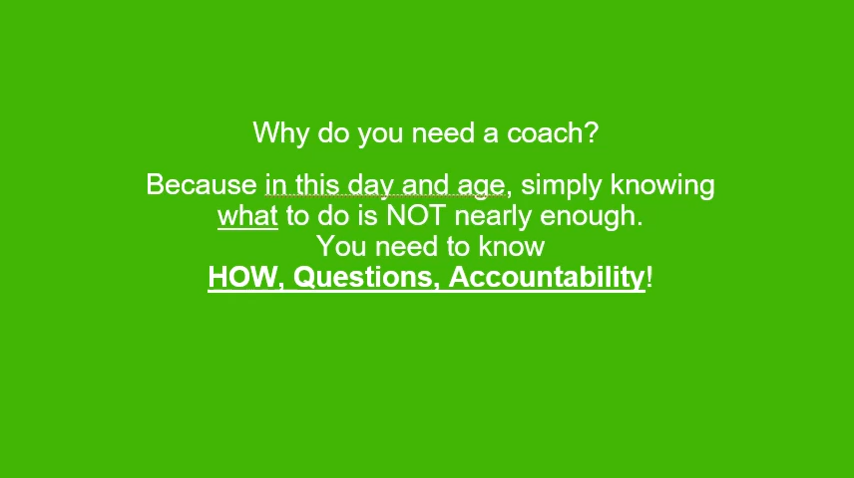 Why do you need a coach?
Because in this day and age, simply knowing
what to do is NOT nearly enough.
You need to know
HOW, Questions, Accountability!